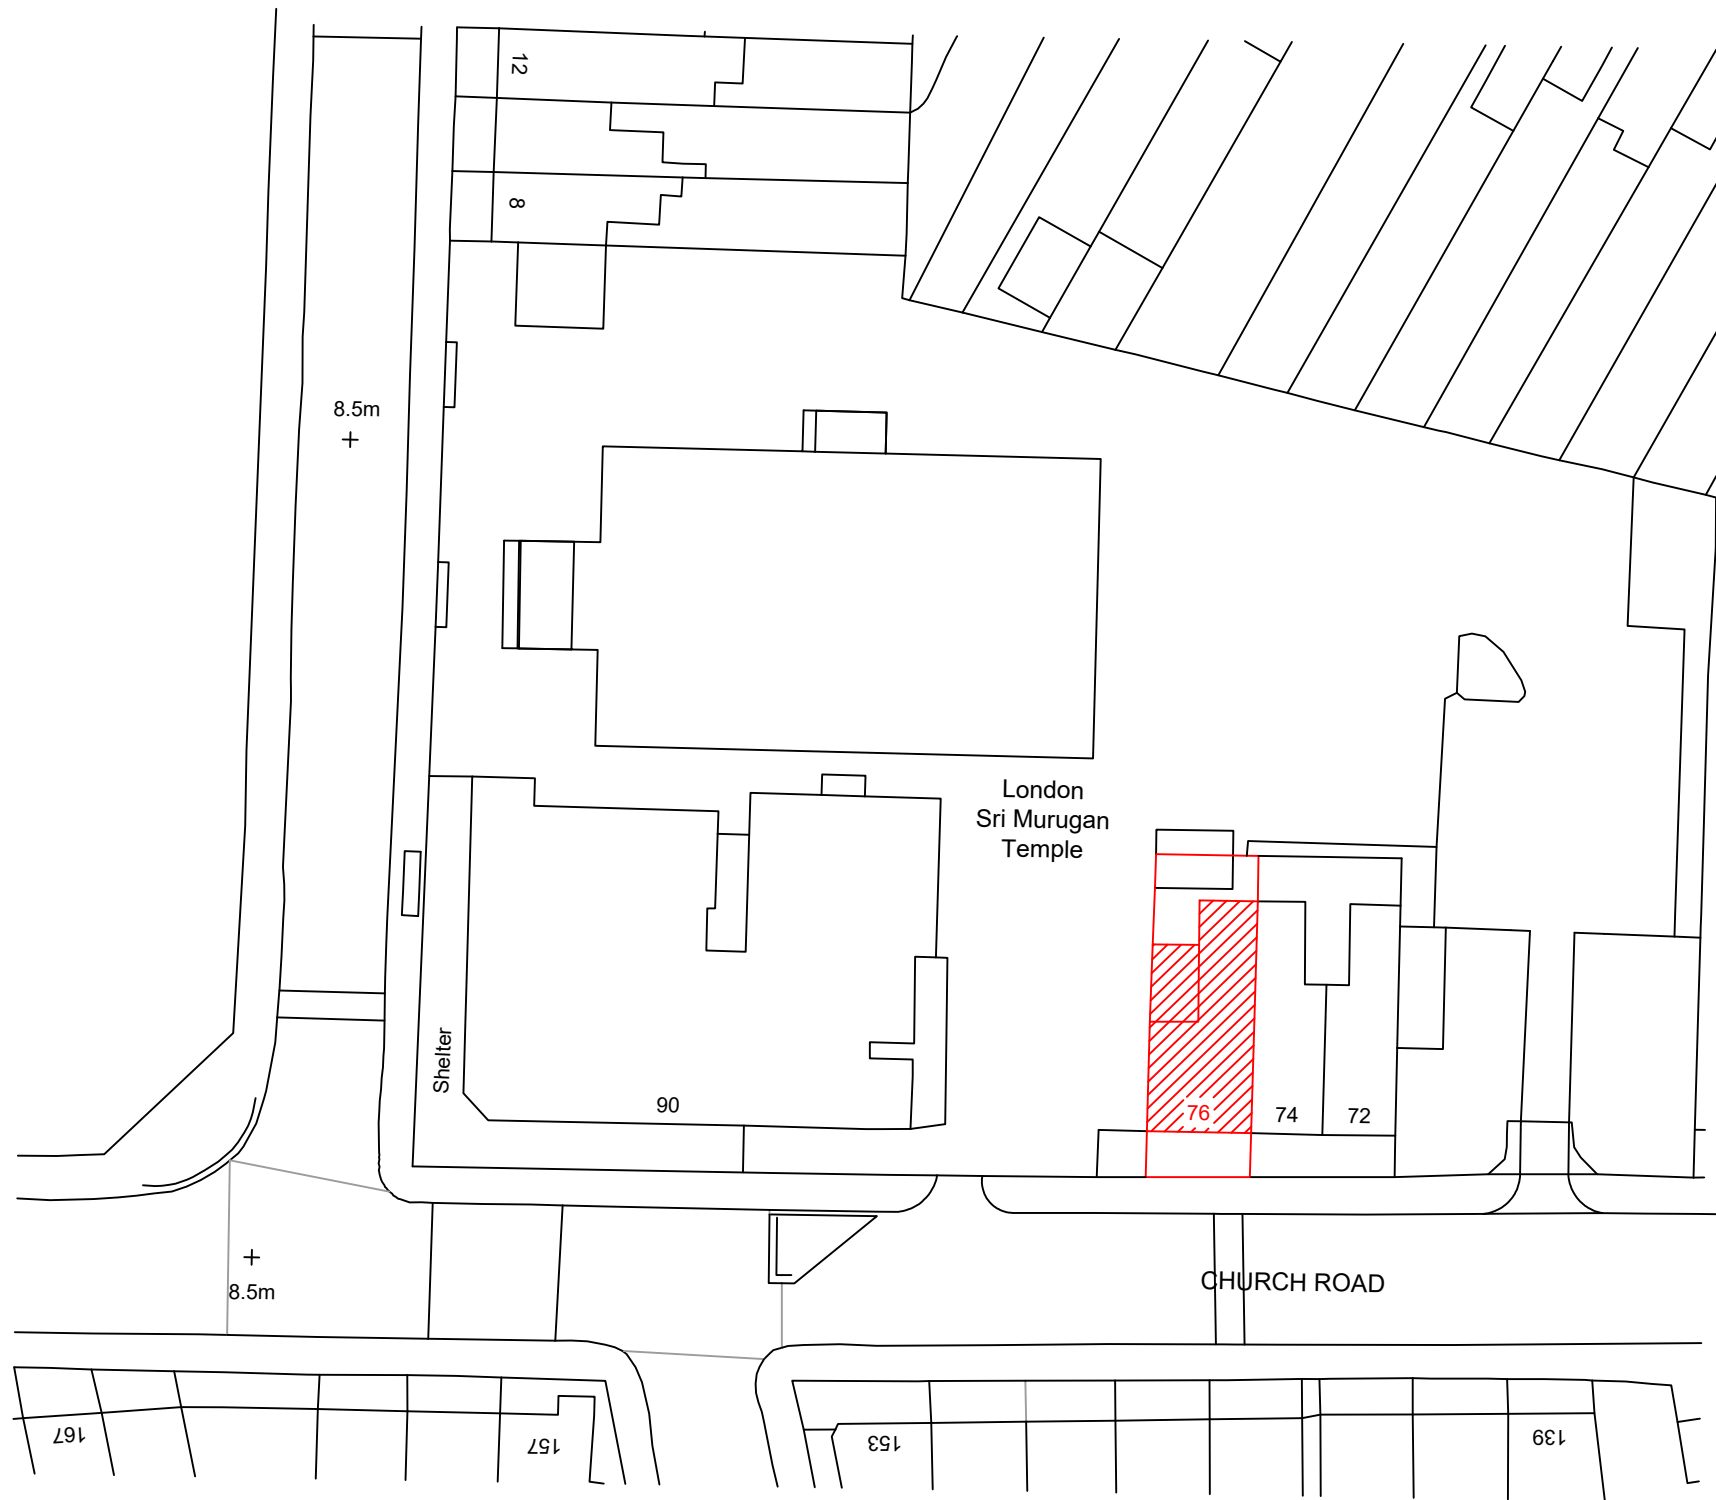 12
8
8.5m
London
Sri Murugan
Temple
Shelter
90
76
74
72
8.5m
CHURCH ROAD
167
157
153
139